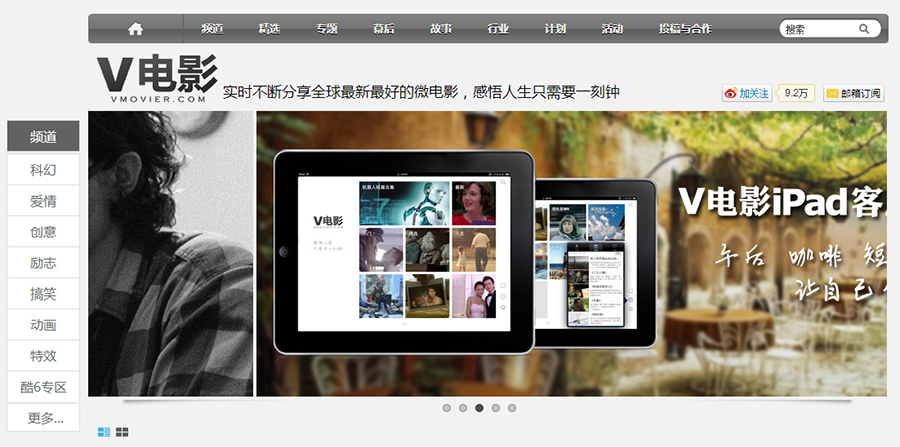 频道 精选 专题 幕后 故事 行业 计划 活动 投稿与合作 搜索
V电影
VMOVIER.COM
实时不断分享全球最新最好的微电影，感悟人生只需要一刻钟
加关注 9.2万 邮箱订阅
频道
科幻
爱情
创意
励志
搞笑
动画
特效
酷6专区
更多...
机器人短篇合集
V电影
V电影iPad客
午后 咖啡 短
让自己